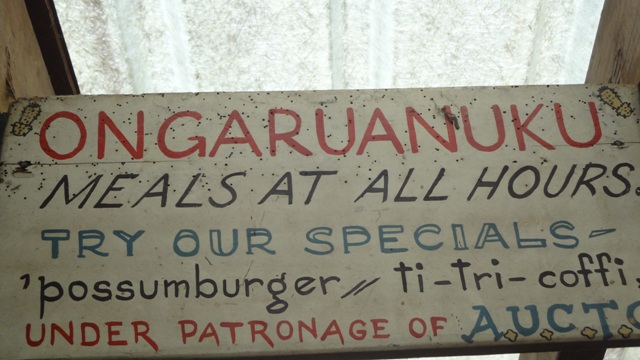 ONGARUANUKU
MEALS AT ALL HOURS
TRY OUR SPECIALS-
'possumburger // ti-tri-coffi,
UNDER PATRONAGE OF A.U.C.T.C